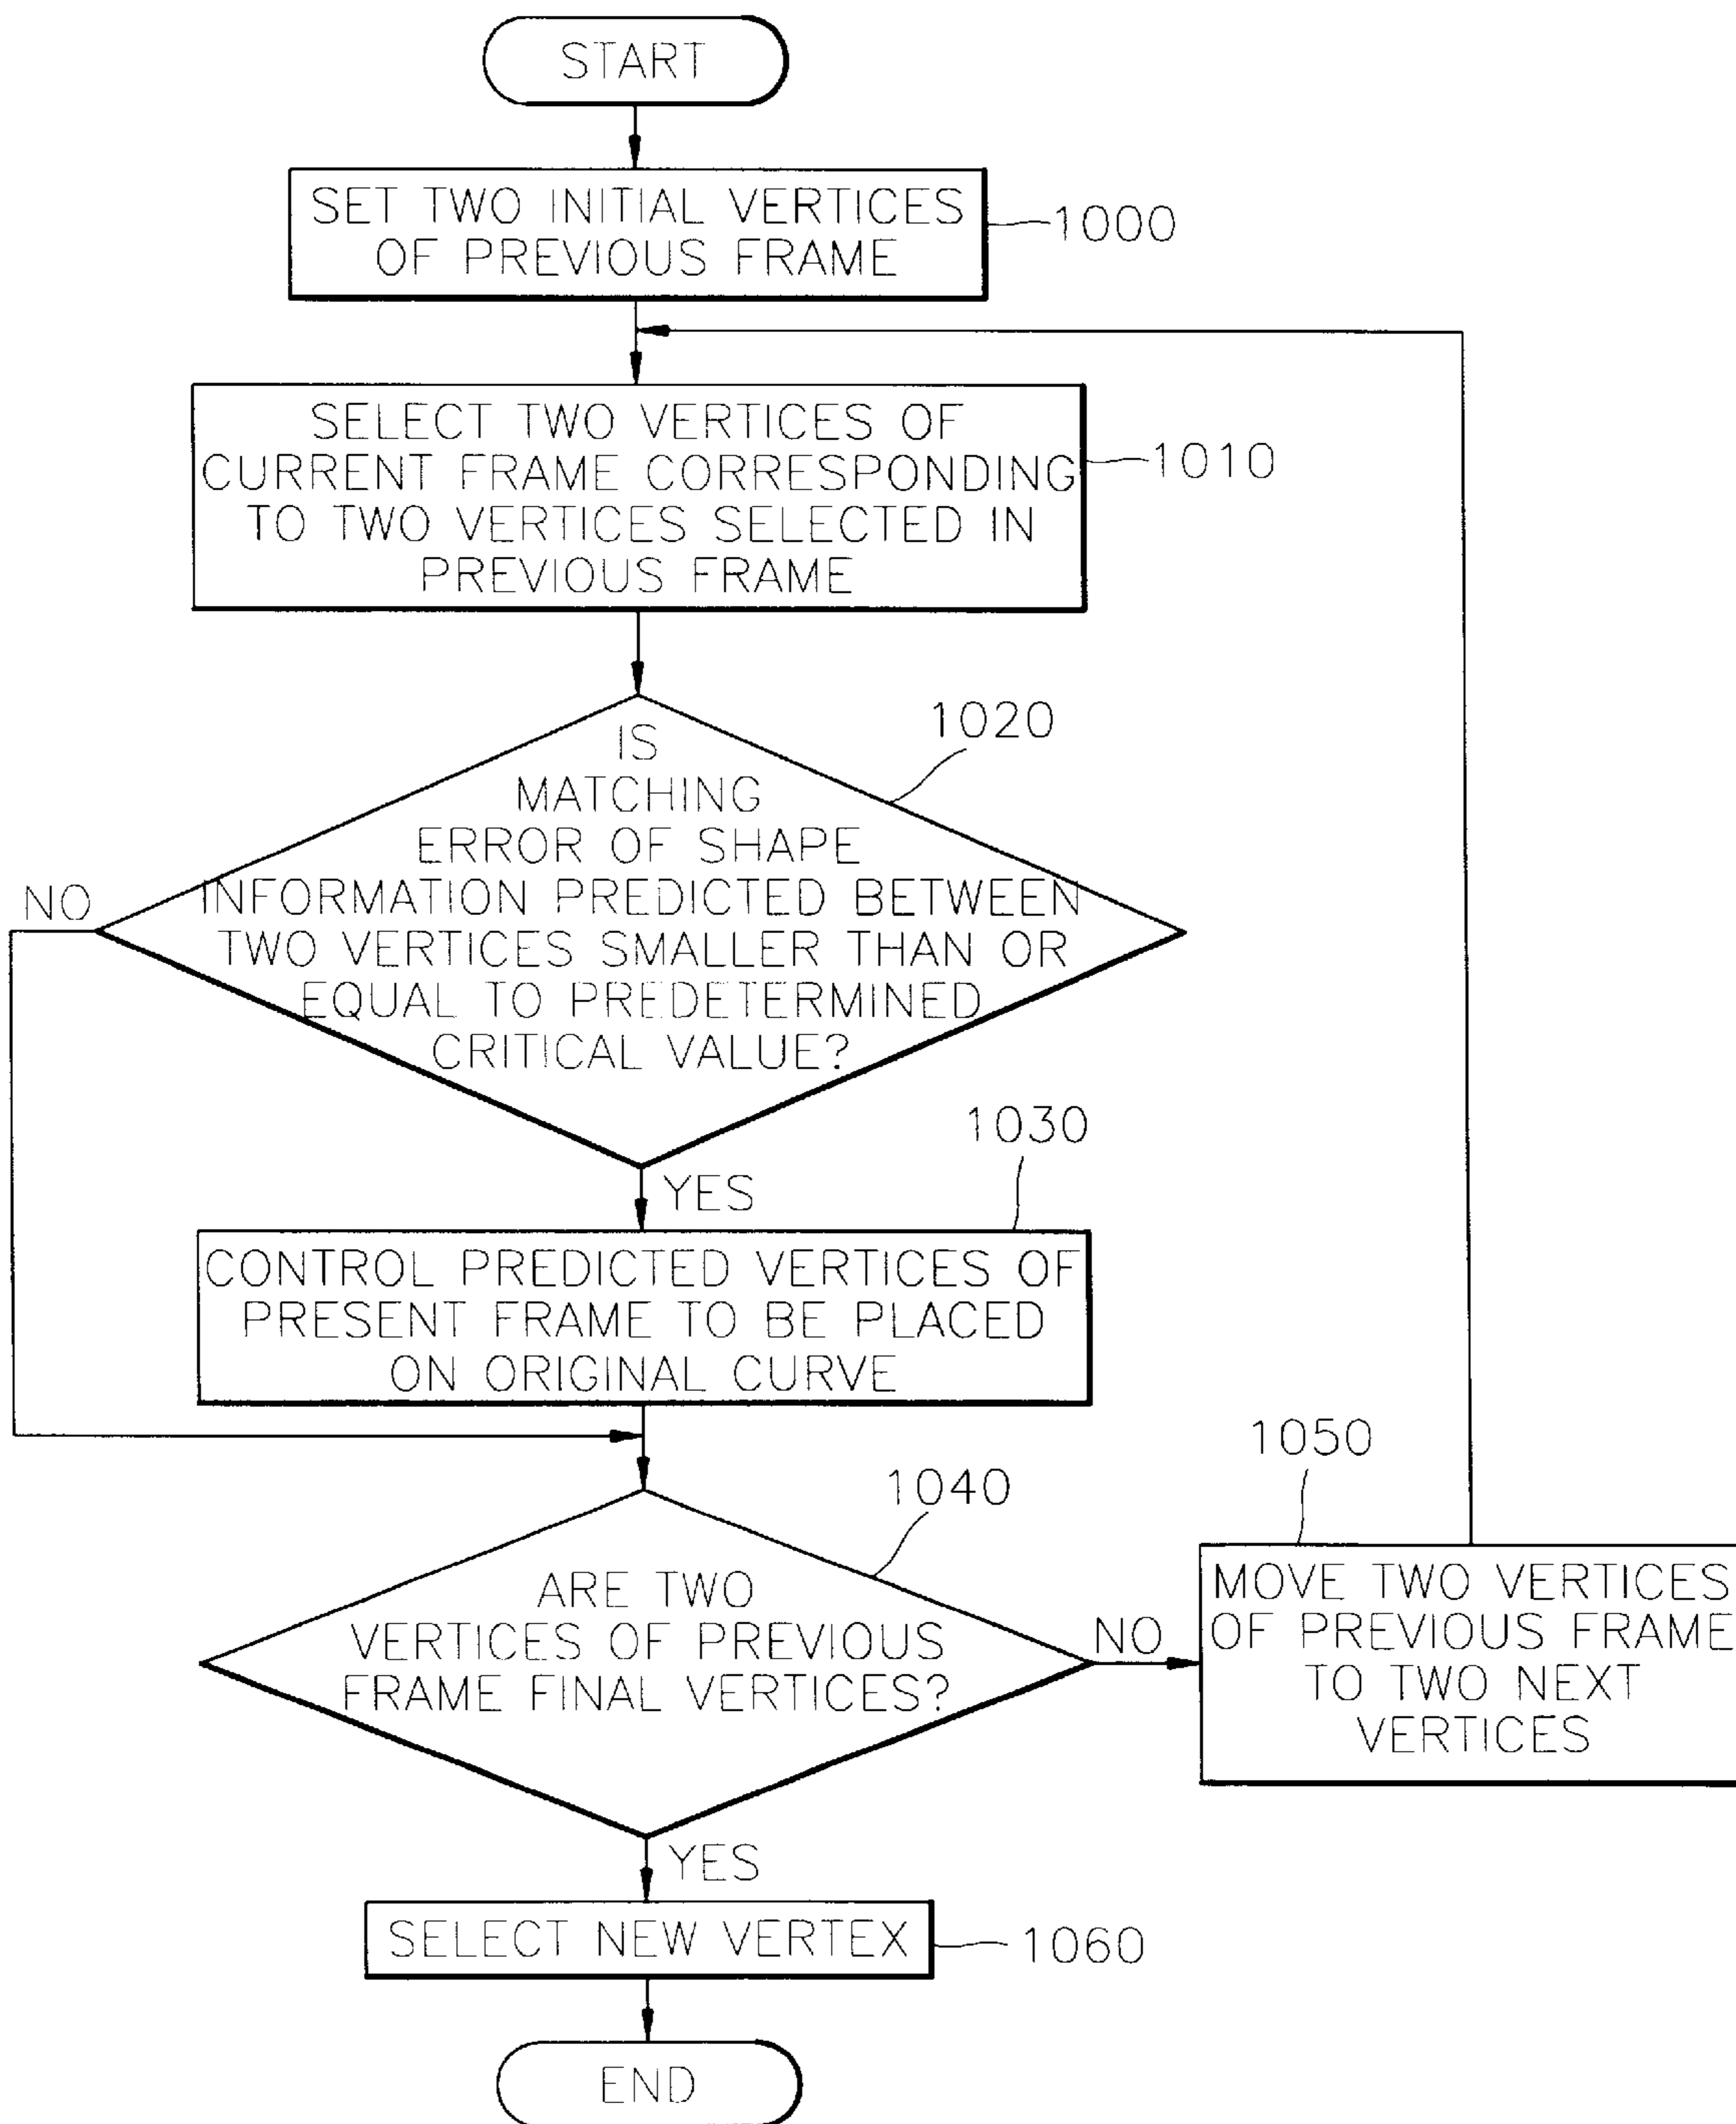 START
SET TWO INITIAL VERTICES
OF PREVIOUS FRAME
1000
SELECT TWO VERTICES OF
CURRENT FRAME CORRESPONDING
TO TWO VERTICES SELECTED IN
PREVIOUS FRAME
1010
1020
IS
MATCHING
ERROR OF SHAPE
INFORMATION PREDICTED BETWEEN
TWO VERTICES SMALLER THAN OR
EQUAL TO PREDETERMINED
CRITICAL VALUE?
NO
YES
1030
CONTROL PREDICTED VERTICES OF
PRESENT FRAME TO BE PLACED
ON ORIGINAL CURVE
1040
ARE TWO
VERTICES OF PREVIOUS
FRAME FINAL VERTICES?
NO
1050
MOVE TWO VERTICES
OF PREVIOUS FRAME
TO TWO NEXT
VERTICES
YES
SELECT NEW VERTEX
1060
END